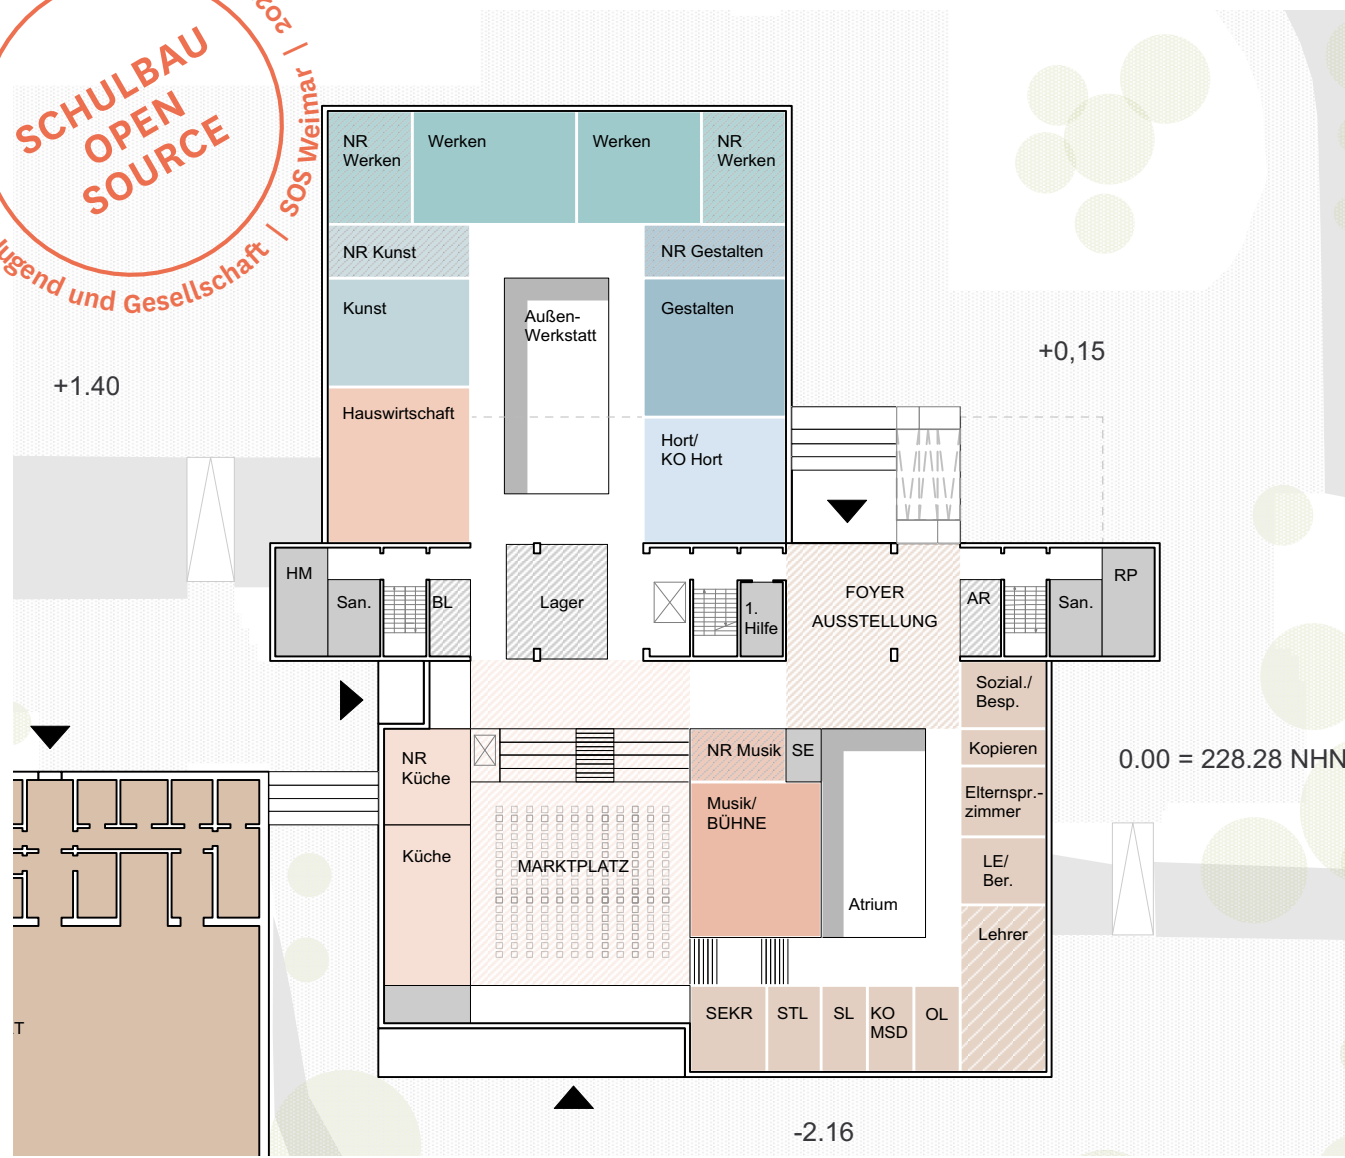 SCHULBAU
OPEN
SOURCE
Jugend und Gesellschaft | SOS Weimar |
NR
Werken
Werken
Werken
NR
Werken
NR Kunst
NR Gestalten
Kunst
Außen-
Werkstatt
Gestalten
+0,15
+1.40
Hauswirtschaft
Hort/
KO Hort
HM
San.
BL
Lager
1.
Hilfe
FOYER
AUSSTELLUNG
AR
San.
RP
Sozial./
Besp.
NR
Küche
NR Musik
SE
Kopieren
0.00 = 228.28 NHN
Musik/
BÜHNE
Elternspr.-
zimmer
Küche
MARKTPLATZ
LE/
Ber.
Atrium
Lehrer
SEKR
STL
SL
KO
MSD
OL
T
-2.16